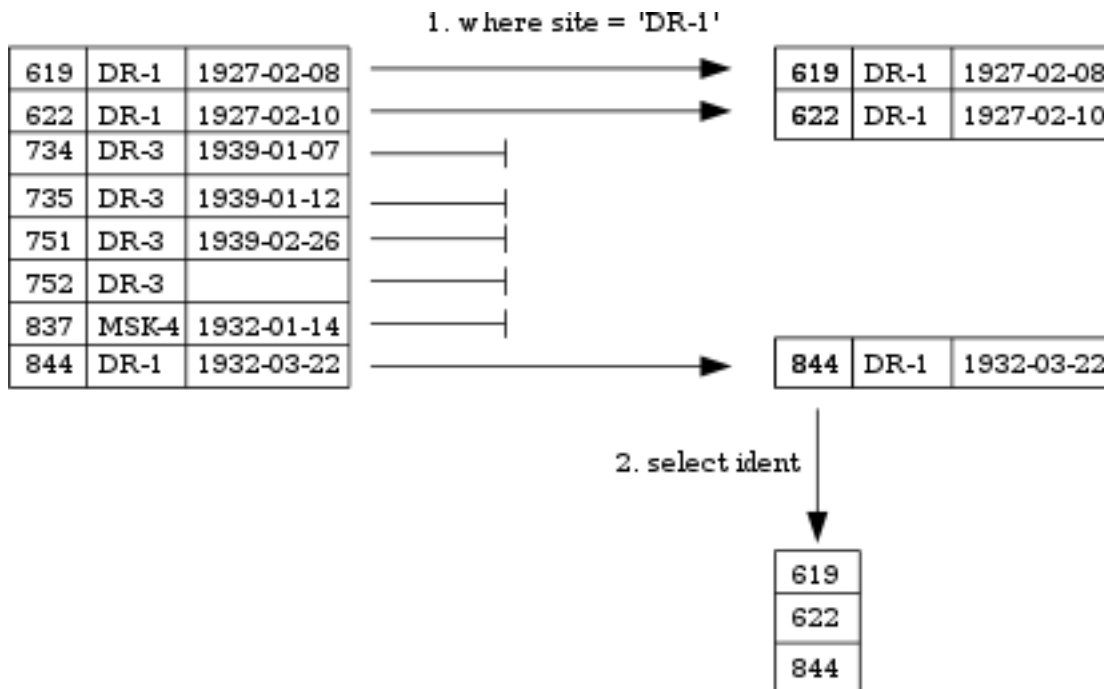 1. where site = 'DR-1'
619 DR-1 1927-02-08 619 DR-1 1927-02-08
622 DR-1 1927-02-10 622 DR-1 1927-02-10
734 DR-3 1939-01-07
735 DR-3 1939-01-12
751 DR-3 1939-02-26
752 DR-3
837 MSK-4 1932-01-14
844 DR-1 1932-03-22 844 DR-1 1932-03-22
2. select ident
619
622
844